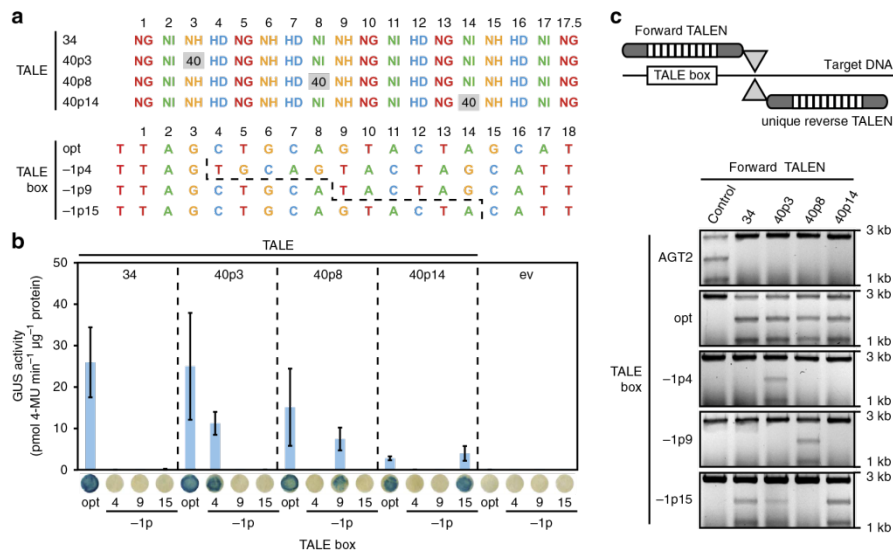 a
1 2 3 4 5 6 7 8 9 10 11 12 13 14 15 16 17 17.5
TALE
34 NG NI NH HD NG NH HD NI NH NG NI HD NG NI NH HD NI NG
40p3 NG NI 40 HD NG NH HD NI NH NG NI HD NG NI NH HD NI NG
40p8 NG NI NH HD NG NH HD 40 NH NG NI HD NG NI NH HD NI NG
40p14 NG NI NH HD NG NH HD NI NH NG NI HD NG 40 NH HD NI NG
1 2 3 4 5 6 7 8 9 10 11 12 13 14 15 16 17 18
TALE
box
opt T T A G C T G C A G T A C T A G C A T
−1p4 T T A G T G C A G T A C T A G C A T T
−1p9 T T A G C T G C A T A C T A G C A T T
−1p15 T T A G C T G C A G T A C T A C A T T
b
TALE
34 40p3 40p8 40p14 ev
GUS activity
(pmol 4-MU min−1 µg−1 protein)
50
40
30
20
10
0
opt 4 9 15 opt 4 9 15 opt 4 9 15 opt 4 9 15 opt 4 9 15
−1p −1p −1p −1p −1p
TALE box
c
Forward TALEN
TALE box
Target DNA
unique reverse TALEN
Forward TALEN
Control 34 40p3 40p8 40p14
TALE
box
AGT2 3 kb
1 kb
opt 3 kb
1 kb
−1p4 3 kb
1 kb
−1p9 3 kb
1 kb
−1p15 3 kb
1 kb